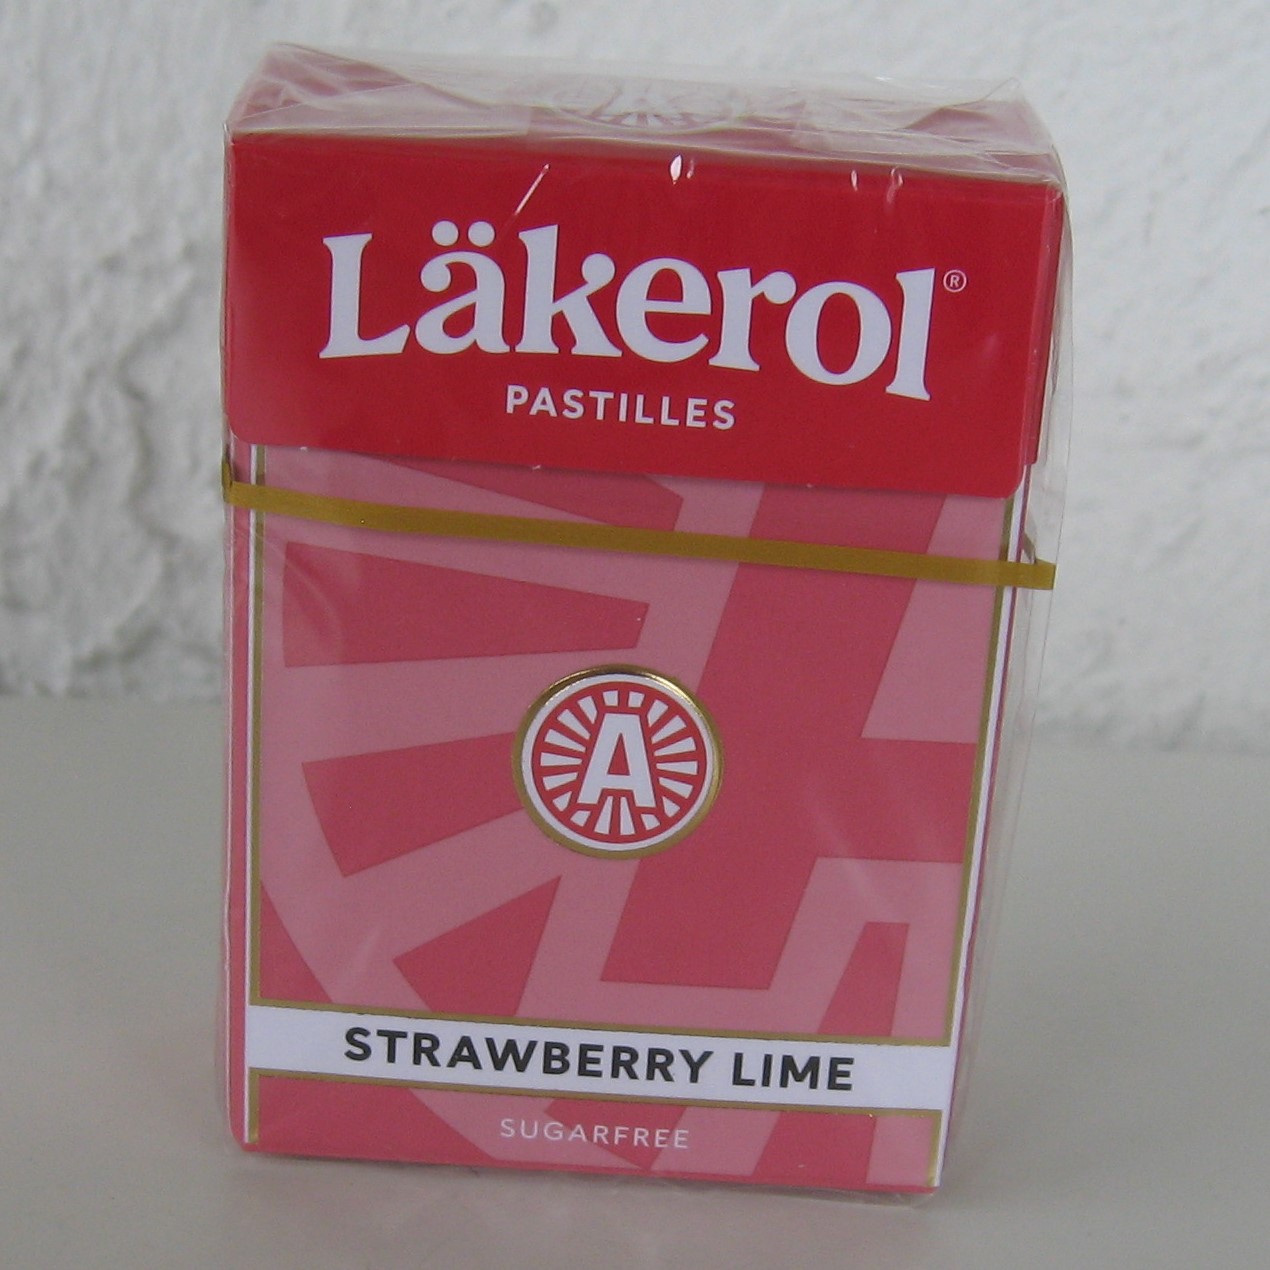 Läkerol®
PASTILLES
A
STRAWBERRY LIME
SUGARFREE